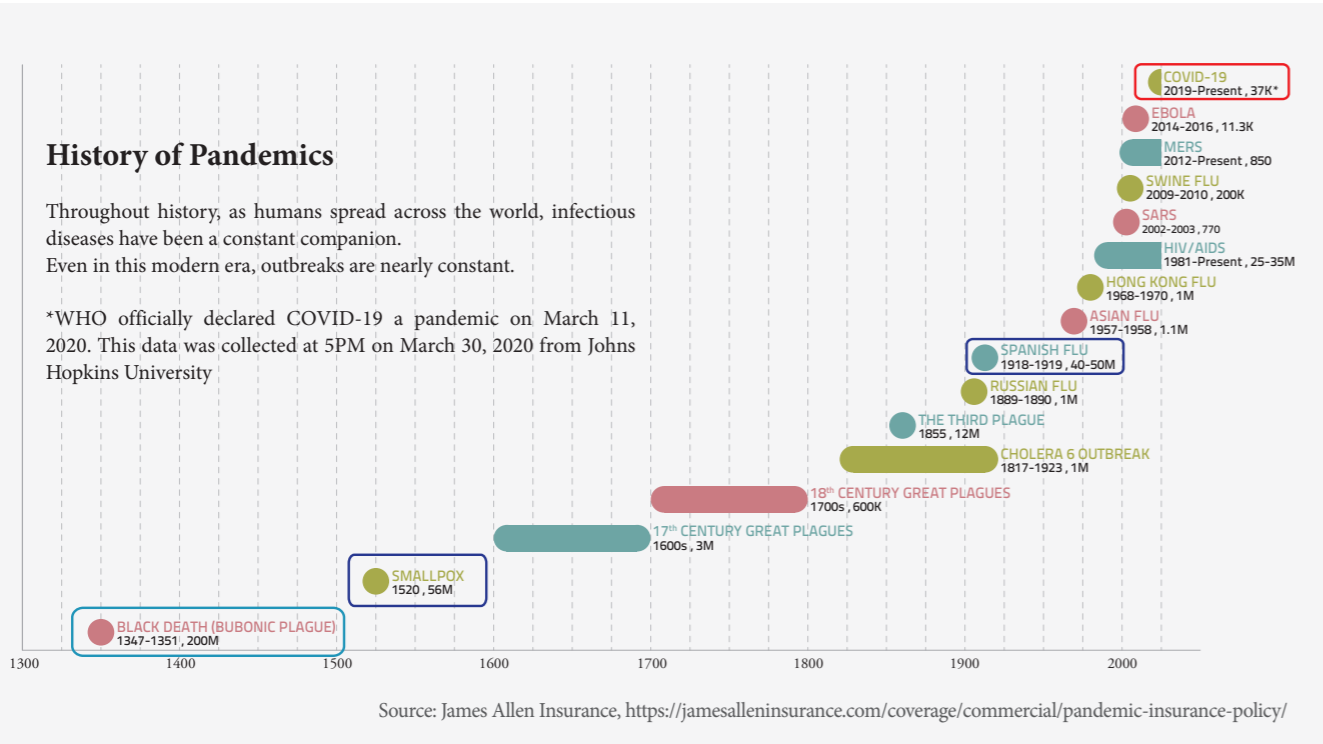 History of Pandemics
Throughout history, as humans spread across the world, infectious
diseases have been a constant companion.
Even in this modern era, outbreaks are nearly constant.
*WHO officially declared COVID-19 a pandemic on March 11,
2020. This data was collected at 5PM on March 30, 2020 from Johns
Hopkins University
COVID-19
2019-Present , 37K*
EBOLA
2014-2016 , 11.3K
MERS
2012-Present , 850
SWINE FLU
2009-2010 , 200K
SARS
2002-2003 , 770
HIV/AIDS
1981-Present , 25-35M
HONG KONG FLU
1968-1970 , 1M
ASIAN FLU
1957-1958 , 1.1M
SPANISH FLU
1918-1919 , 40-50M
RUSSIAN FLU
1889-1890 , 1M
THE THIRD PLAGUE
1855 , 12M
CHOLERA 6 OUTBREAK
1817-1923 , 1M
18th CENTURY GREAT PLAGUES
1700s , 600K
17th CENTURY GREAT PLAGUES
1600s , 3M
SMALLPOX
1520 , 56M
BLACK DEATH (BUBONIC PLAGUE)
1347-1351 , 200M
1300 1400 1500 1600 1700 1800 1900 2000
Source: James Allen Insurance, https://jamesalleninsurance.com/coverage/commercial/pandemic-insurance-policy/